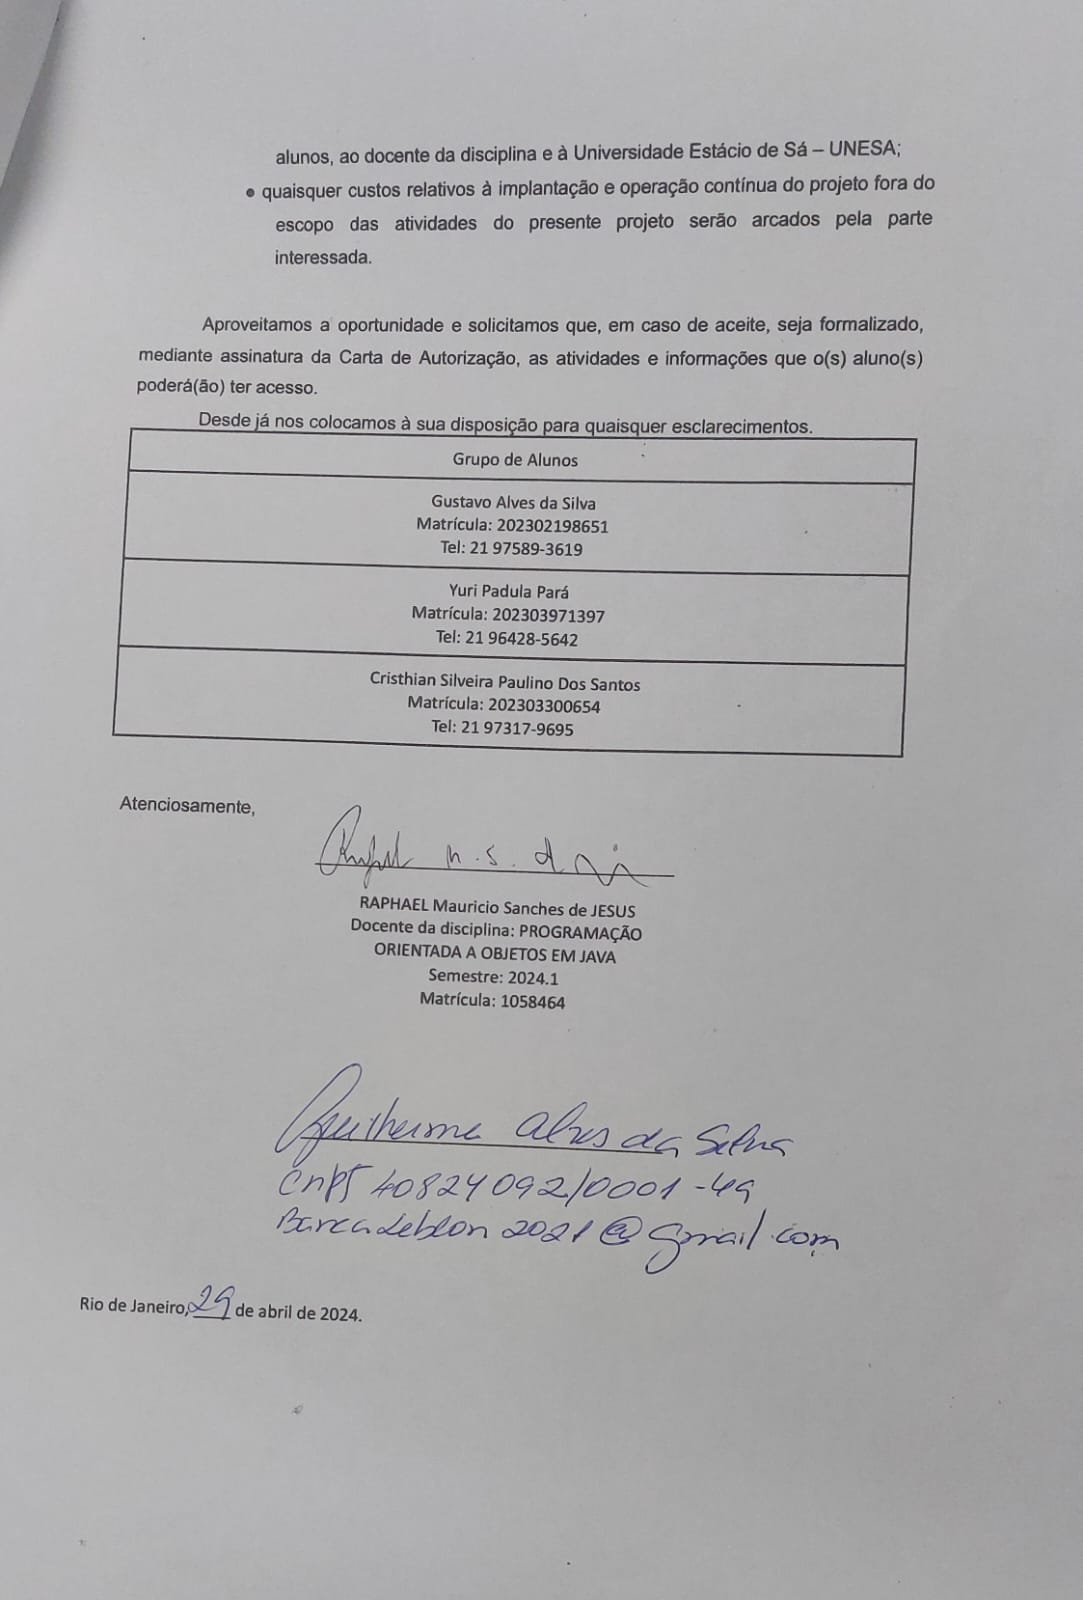 alunos, ao docente da disciplina e à Universidade Estácio de Sá – UNESA;
• quaisquer custos relativos à implantação e operação contínua do projeto fora do
escopo das atividades do presente projeto serão arcados pela parte
interessada.
Aproveitamos a oportunidade e solicitamos que, em caso de aceite, seja formalizado,
mediante assinatura da Carta de Autorização, as atividades e informações que o(s) aluno(s)
poderá(ão) ter acesso.
Desde já nos colocamos à sua disposição para quaisquer esclarecimentos.
Grupo de Alunos
Gustavo Alves da Silva
Matrícula: 202302198651
Tel: 21 97589-3619
Yuri Padula Pará
Matrícula: 202303971397
Tel: 21 96428-5642
Cristhian Silveira Paulino Dos Santos
Matrícula: 202303300654
Tel: 21 97317-9695
Atenciosamente,
RAPHAEL Mauricio Sanches de JESUS
Docente da disciplina: PROGRAMAÇÃO
ORIENTADA A OBJETOS EM JAVA
Semestre: 2024.1
Matrícula: 1058464
Guilherme Alves da Silva
CNPJ 40824092/0001-49
Barcaleblon2021@gmail.com
Rio de Janeiro, 29 de abril de 2024.